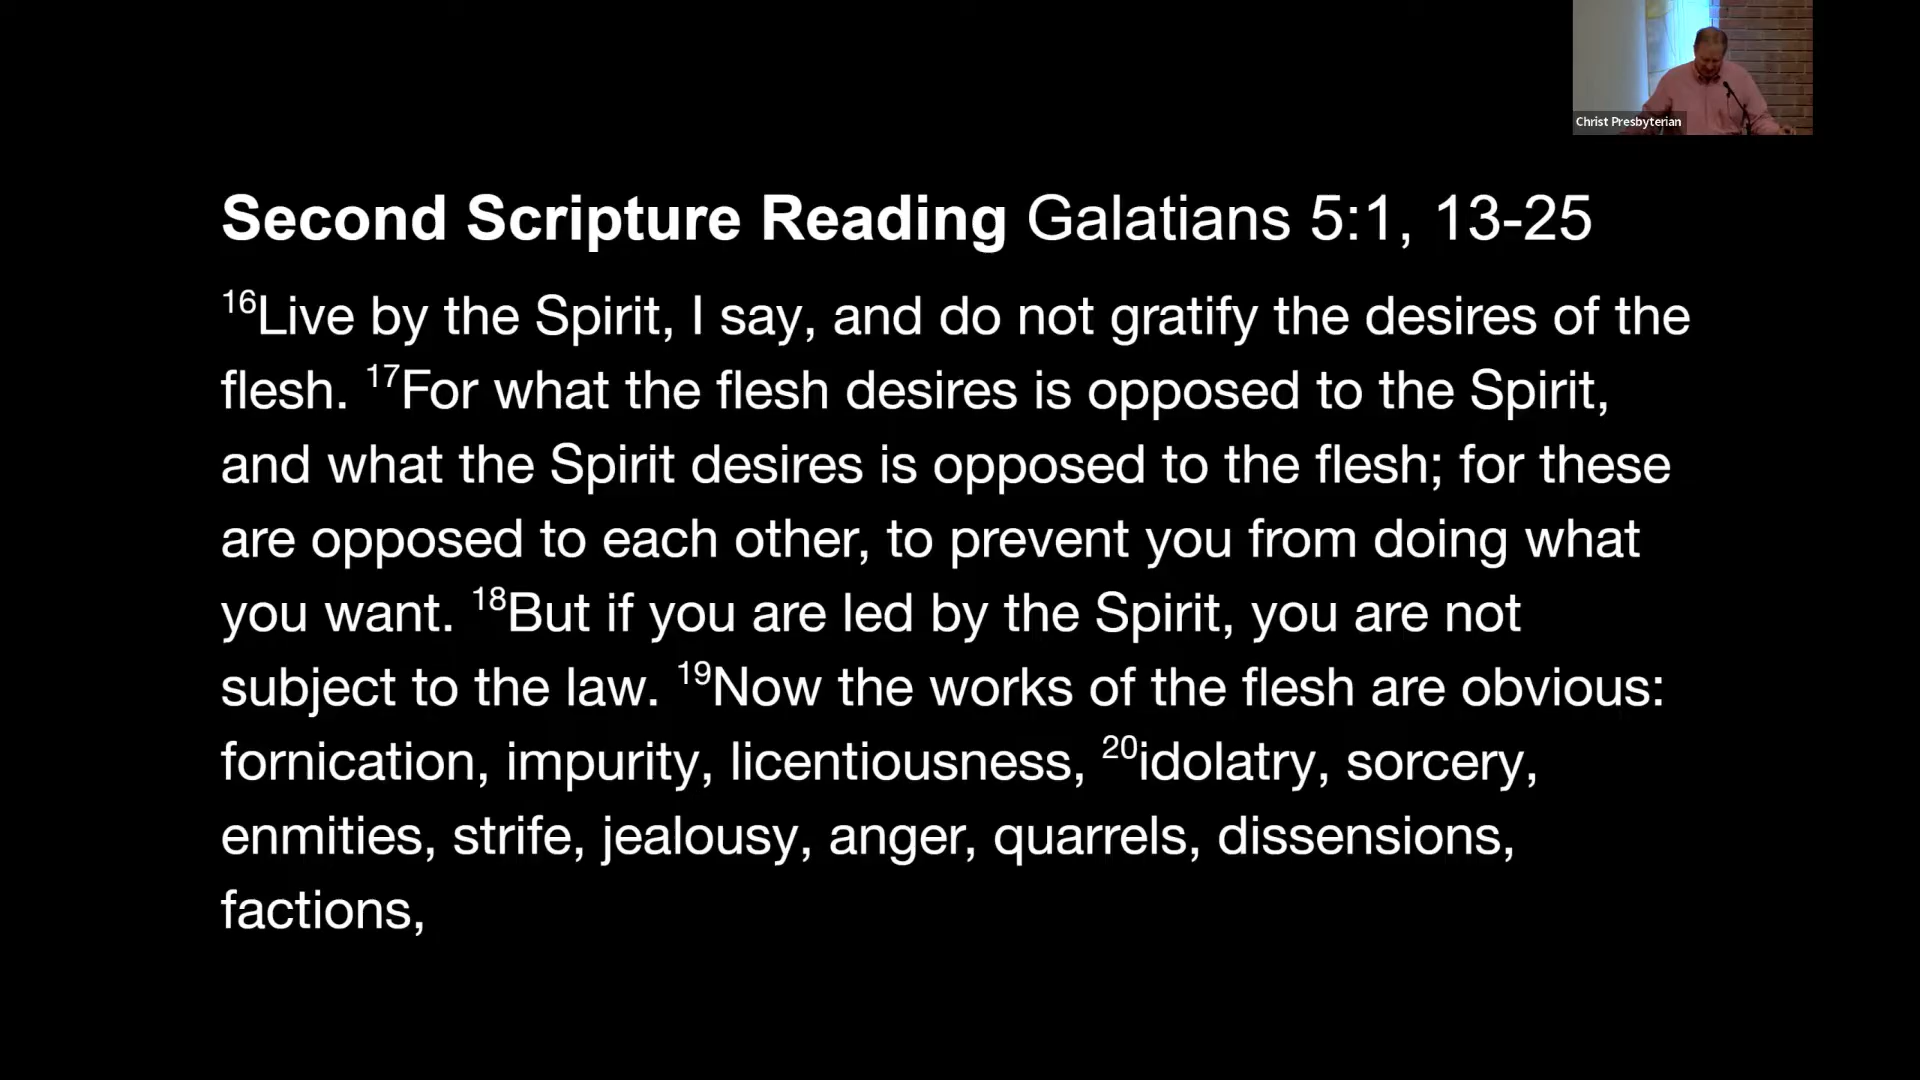 Christ Presbyterian
Second Scripture Reading Galatians 5:1, 13-25
16Live by the Spirit, I say, and do not gratify the desires of the
flesh. 17For what the flesh desires is opposed to the Spirit,
and what the Spirit desires is opposed to the flesh; for these
are opposed to each other, to prevent you from doing what
you want. 18But if you are led by the Spirit, you are not
subject to the law. 19Now the works of the flesh are obvious:
fornication, impurity, licentiousness, 20idolatry, sorcery,
enmities, strife, jealousy, anger, quarrels, dissensions,
factions,